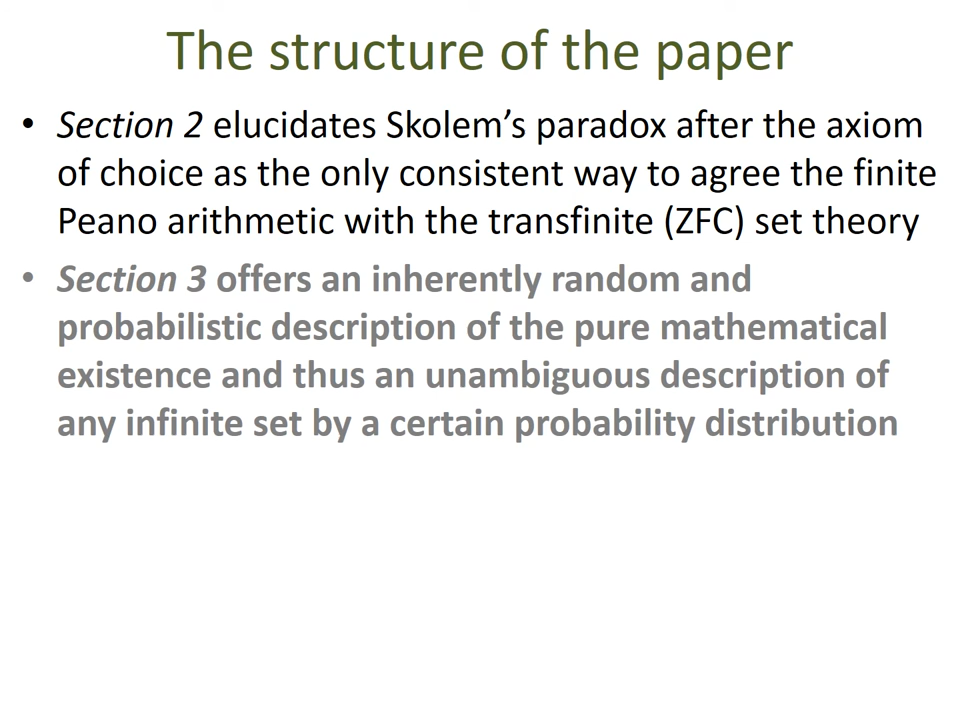 The structure of the paper
• Section 2 elucidates Skolem’s paradox after the axiom
of choice as the only consistent way to agree the finite
Peano arithmetic with the transfinite (ZFC) set theory
• Section 3 offers an inherently random and
probabilistic description of the pure mathematical
existence and thus an unambiguous description of
any infinite set by a certain probability distribution